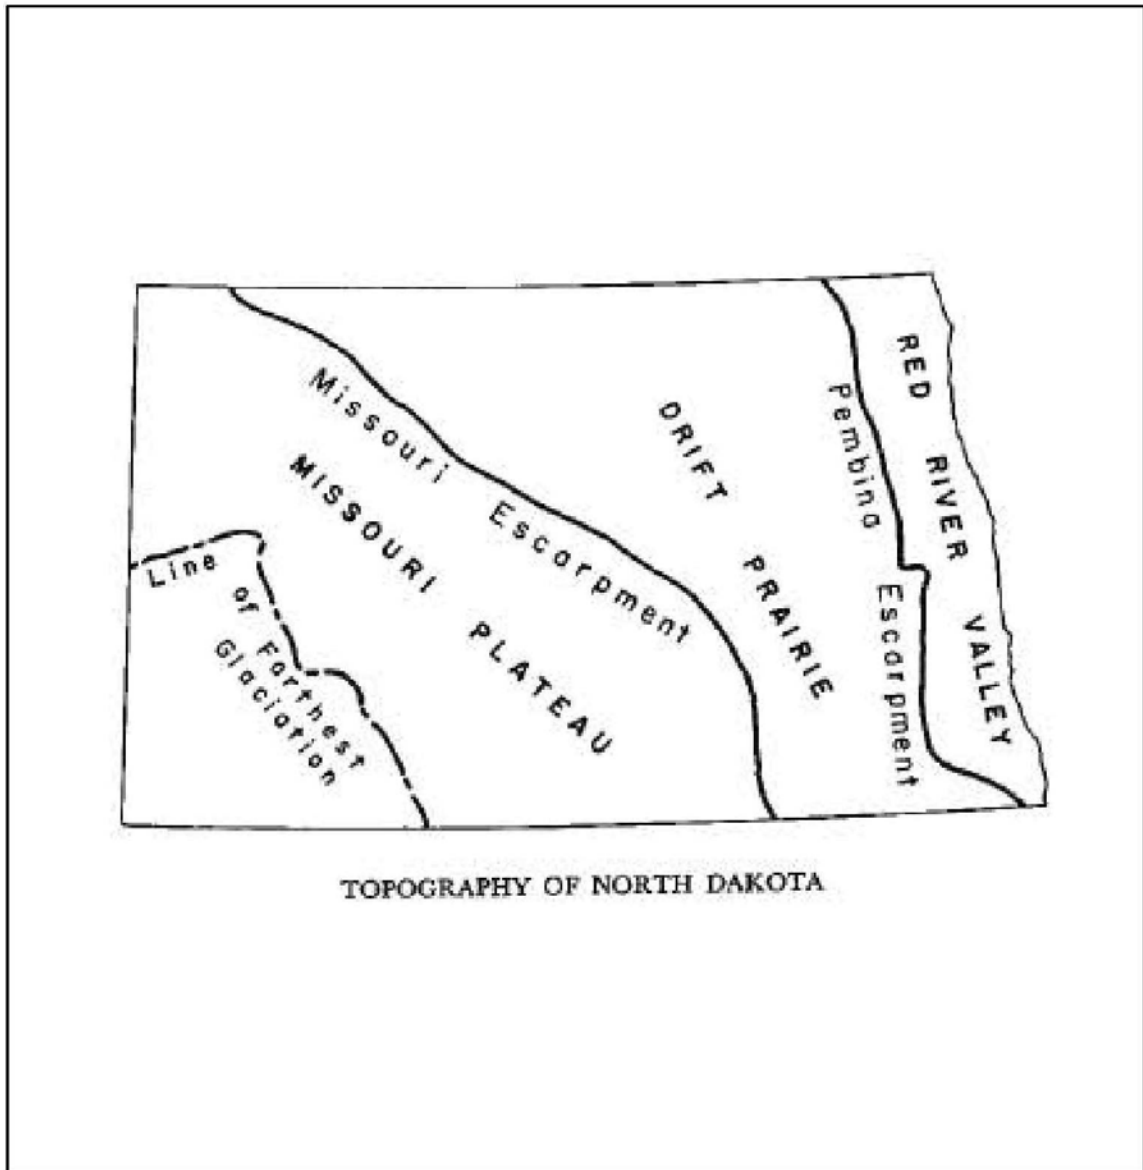 Missouri Escarpment
MISSOURI PLATEAU
DRIFT PRAIRIE
Pembina Escarpment
RED RIVER VALLEY
Line of Farthest
Glaciation
TOPOGRAPHY OF NORTH DAKOTA